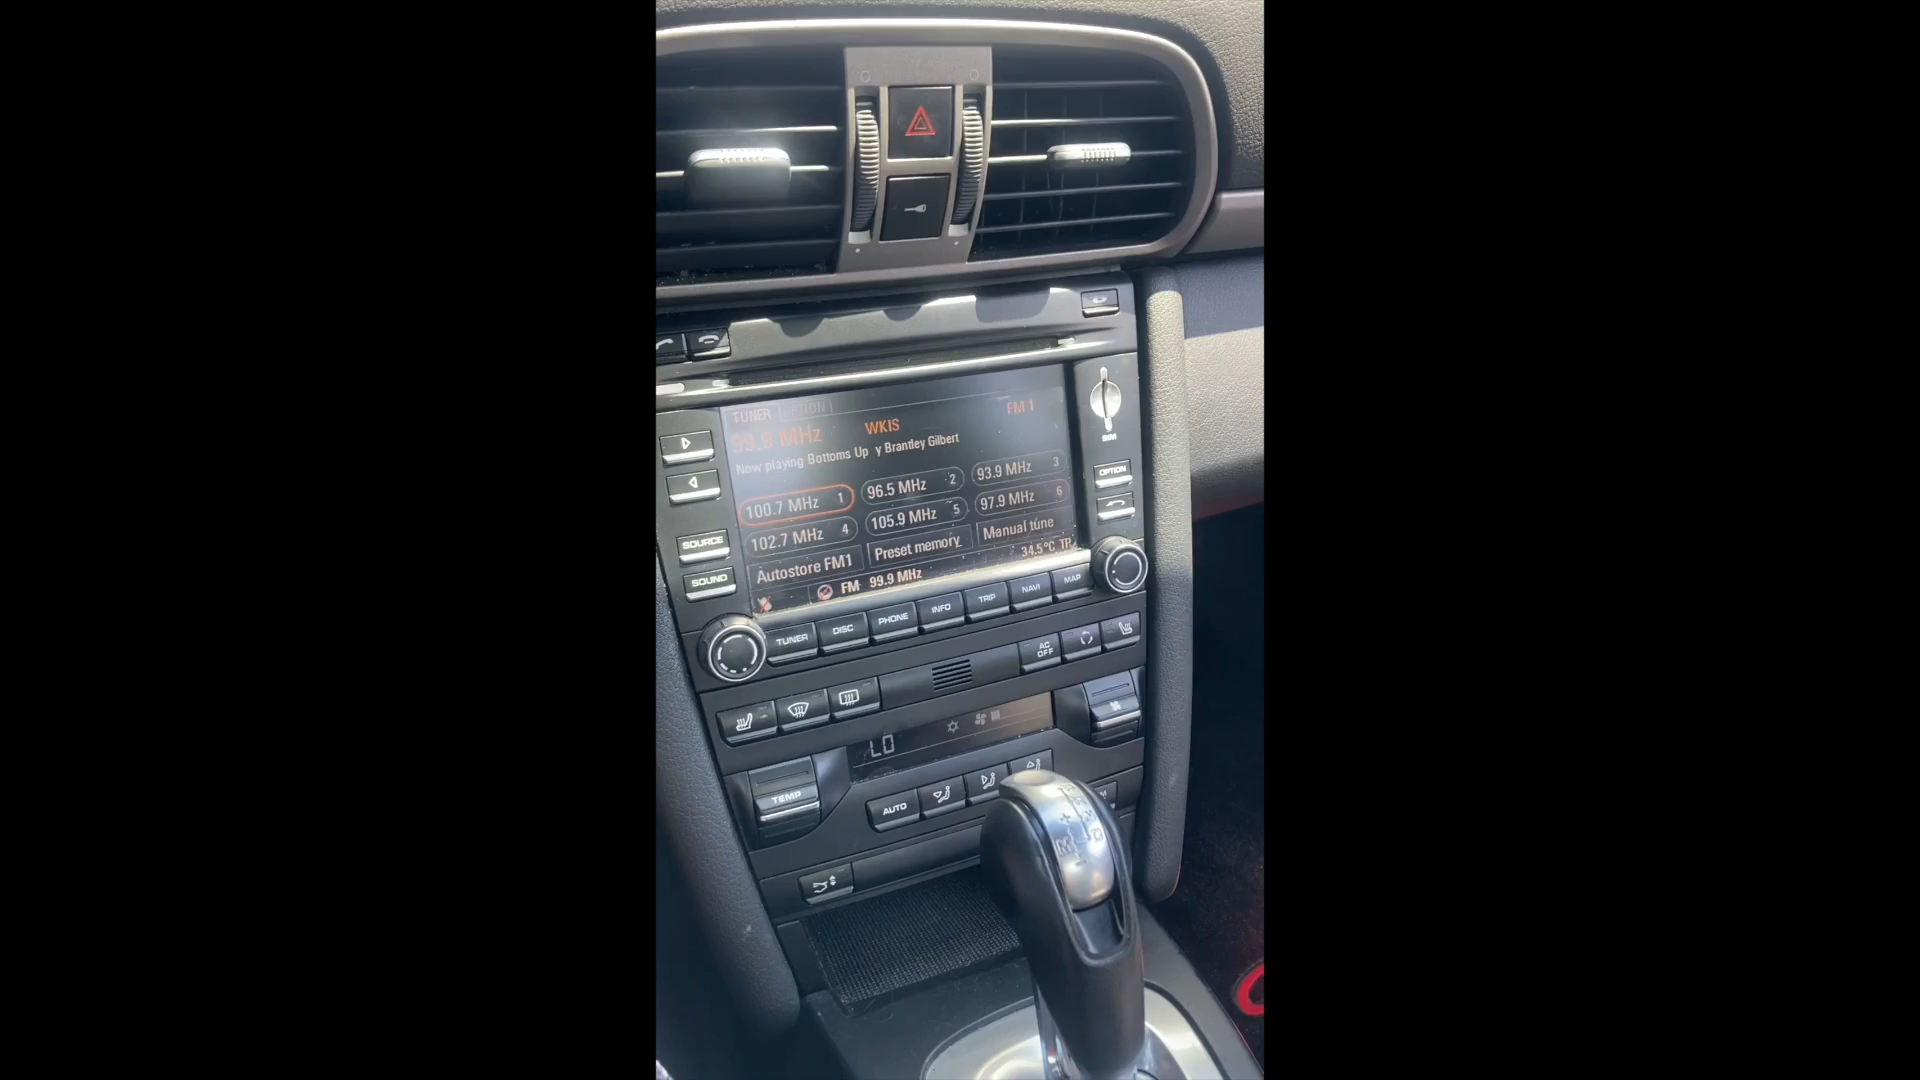 TUNER OPTION
99.9 MHz WKIS FM 1
Now playing Bottoms Up y Brantley Gilbert
100.7 MHz 1 96.5 MHz 2 93.9 MHz 3
102.7 MHz 4 105.9 MHz 5 97.9 MHz 6
Autostore FM1 Preset memory Manual tune
FM 99.9 MHz 34.5°C TP
SIM
OPTION
SOURCE
SOUND
TUNER DISC PHONE INFO TRIP NAVI MAP
AC OFF
LO
TEMP
AUTO
M + -